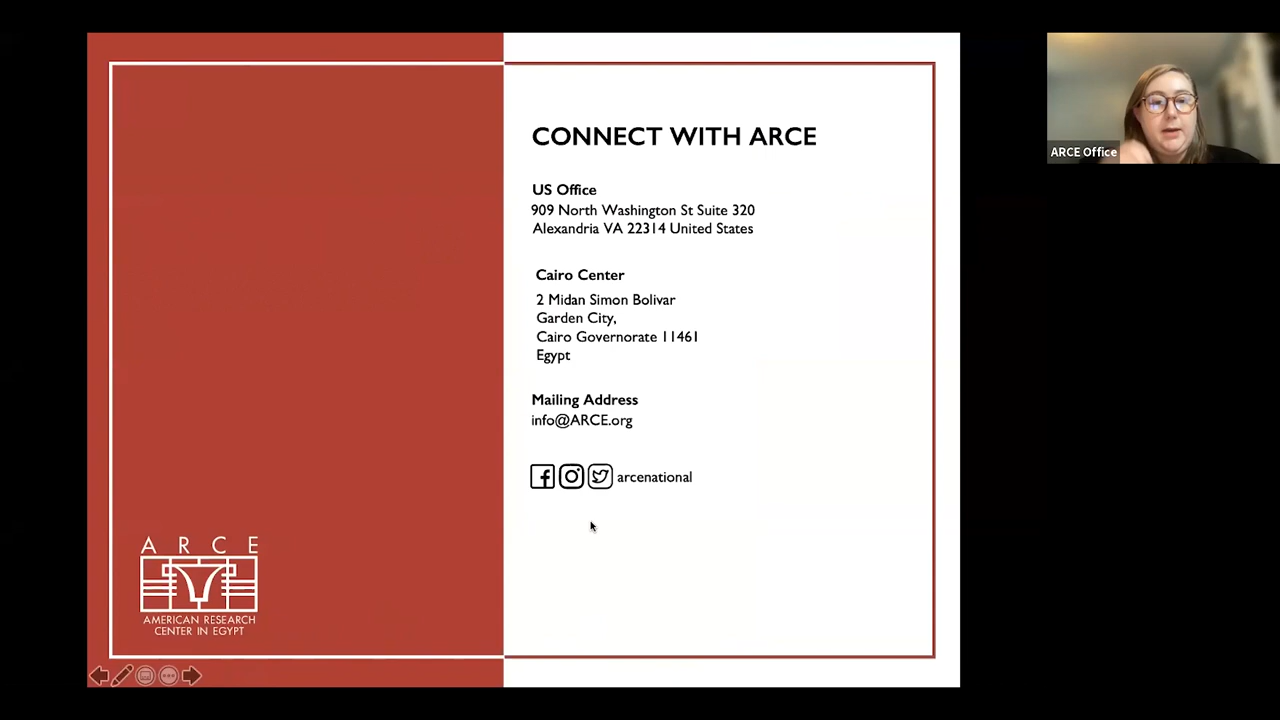 CONNECT WITH ARCE
US Office
909 North Washington St Suite 320
Alexandria VA 22314 United States
Cairo Center
2 Midan Simon Bolivar
Garden City,
Cairo Governorate 11461
Egypt
Mailing Address
info@ARCE.org
arcenational
A R C E
AMERICAN RESEARCH
CENTER IN EGYPT
ARCE Office